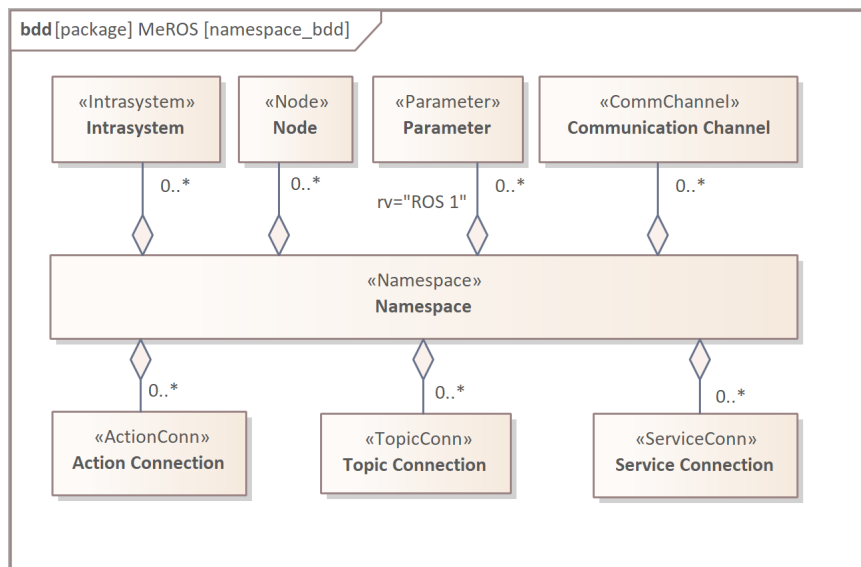 bdd [package] MeROS [namespace_bdd]
«Intrasystem»
Intrasystem
«Node»
Node
«Parameter»
Parameter
«CommChannel»
Communication Channel
0..*
0..*
rv="ROS 1"
0..*
0..*
«Namespace»
Namespace
0..*
0..*
0..*
«ActionConn»
Action Connection
«TopicConn»
Topic Connection
«ServiceConn»
Service Connection